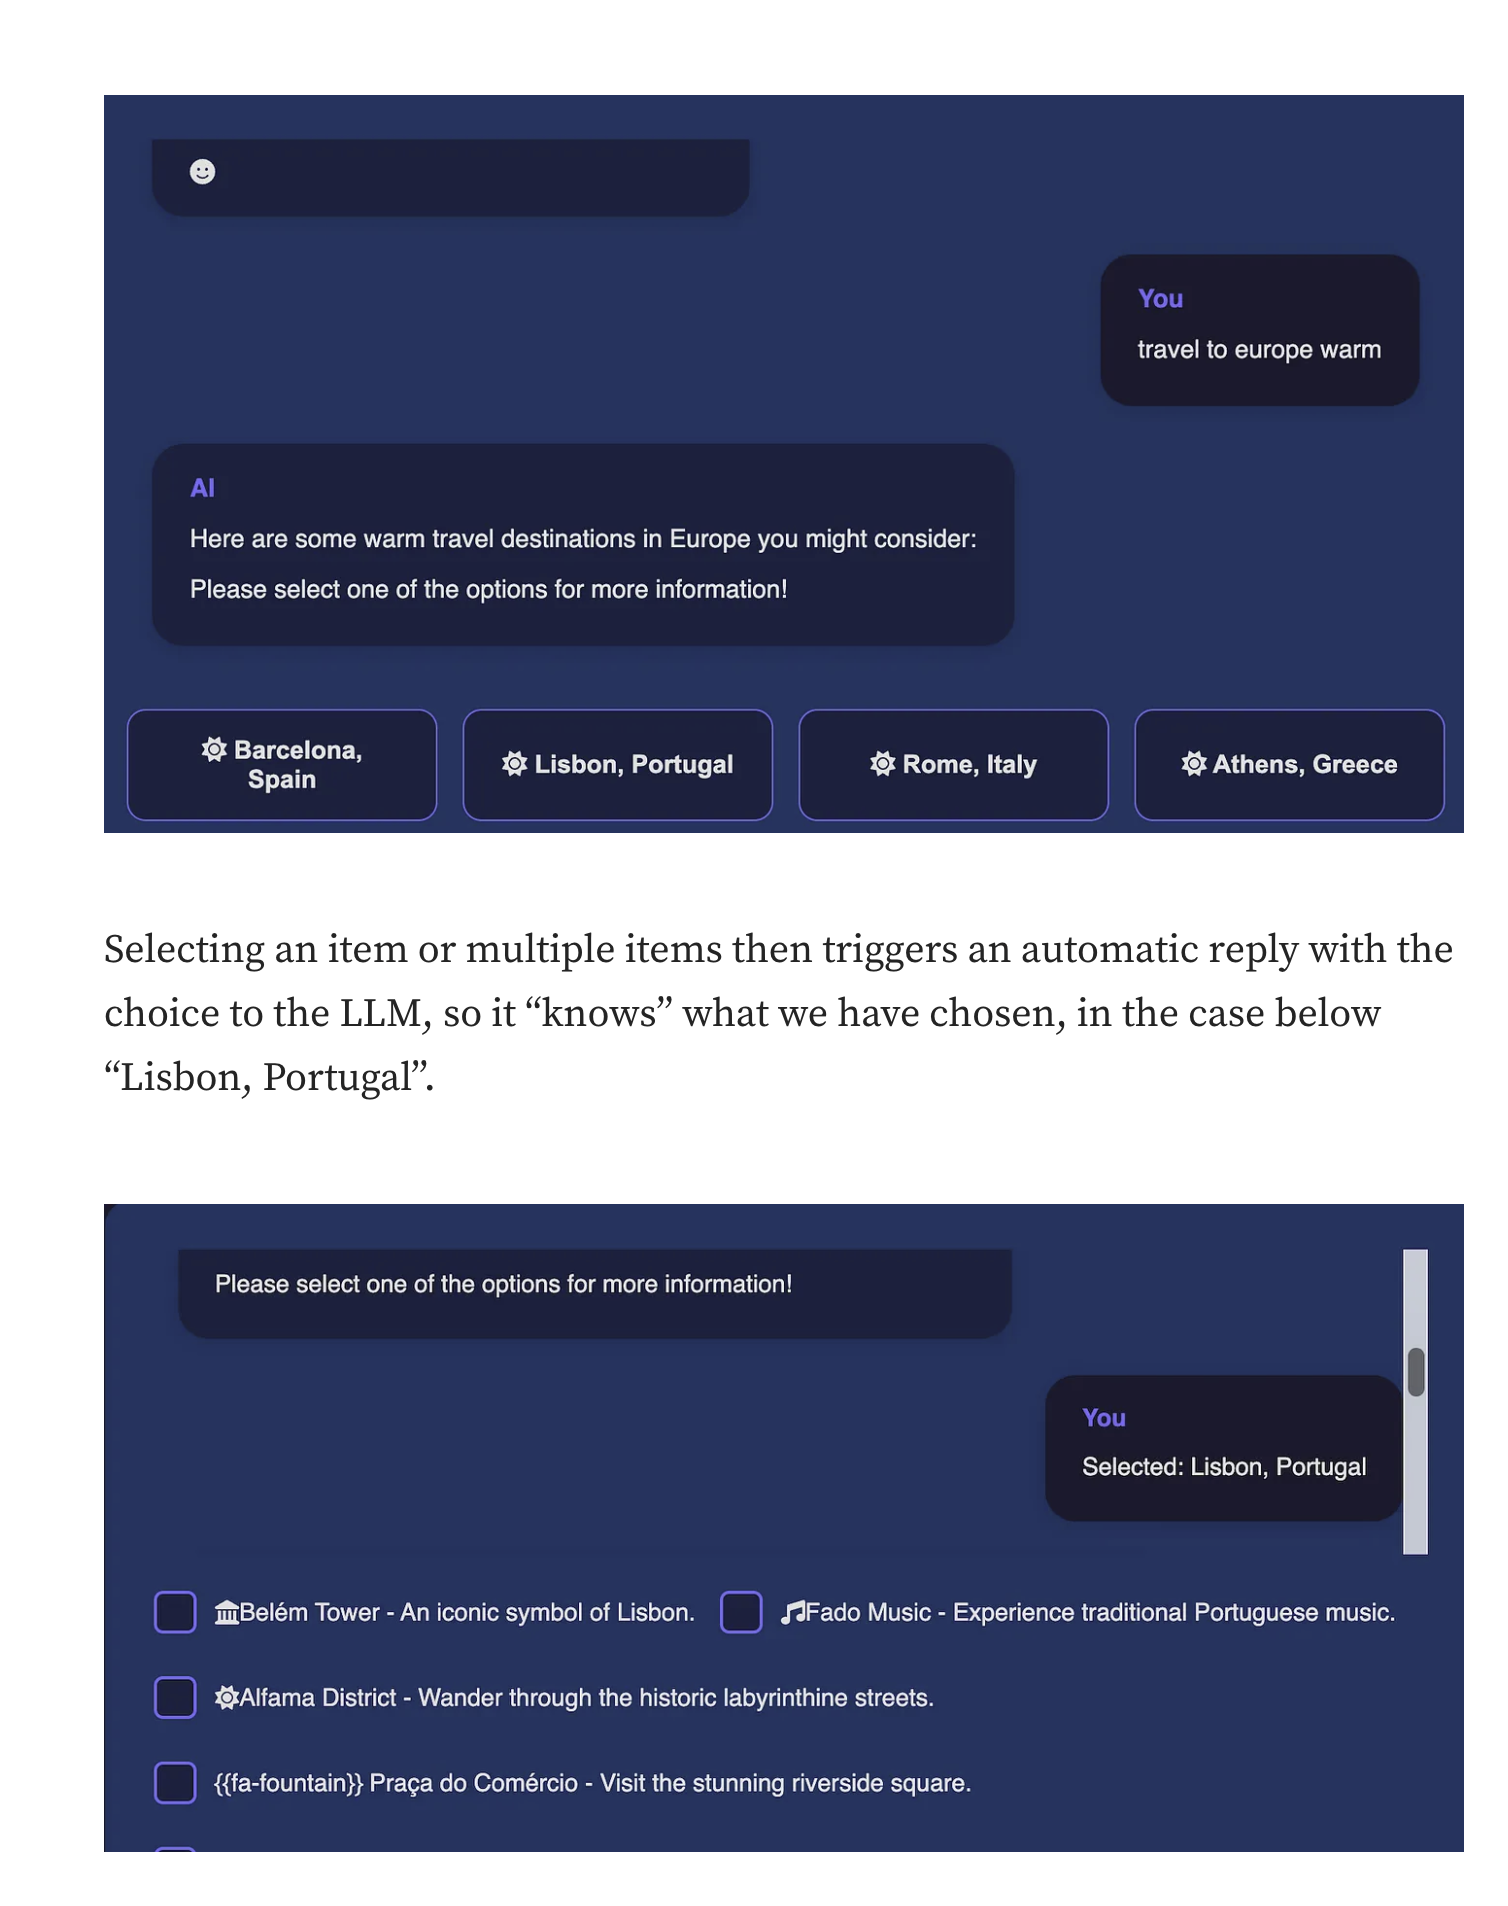 You
travel to europe warm
AI
Here are some warm travel destinations in Europe you might consider:
Please select one of the options for more information!
Barcelona,
Spain
Lisbon, Portugal
Rome, Italy
Athens, Greece
Selecting an item or multiple items then triggers an automatic reply with the
choice to the LLM, so it “knows” what we have chosen, in the case below
“Lisbon, Portugal”.
Please select one of the options for more information!
You
Selected: Lisbon, Portugal
Belém Tower - An iconic symbol of Lisbon.
Fado Music - Experience traditional Portuguese music.
Alfama District - Wander through the historic labyrinthine streets.
{{fa-fountain}} Praça do Comércio - Visit the stunning riverside square.